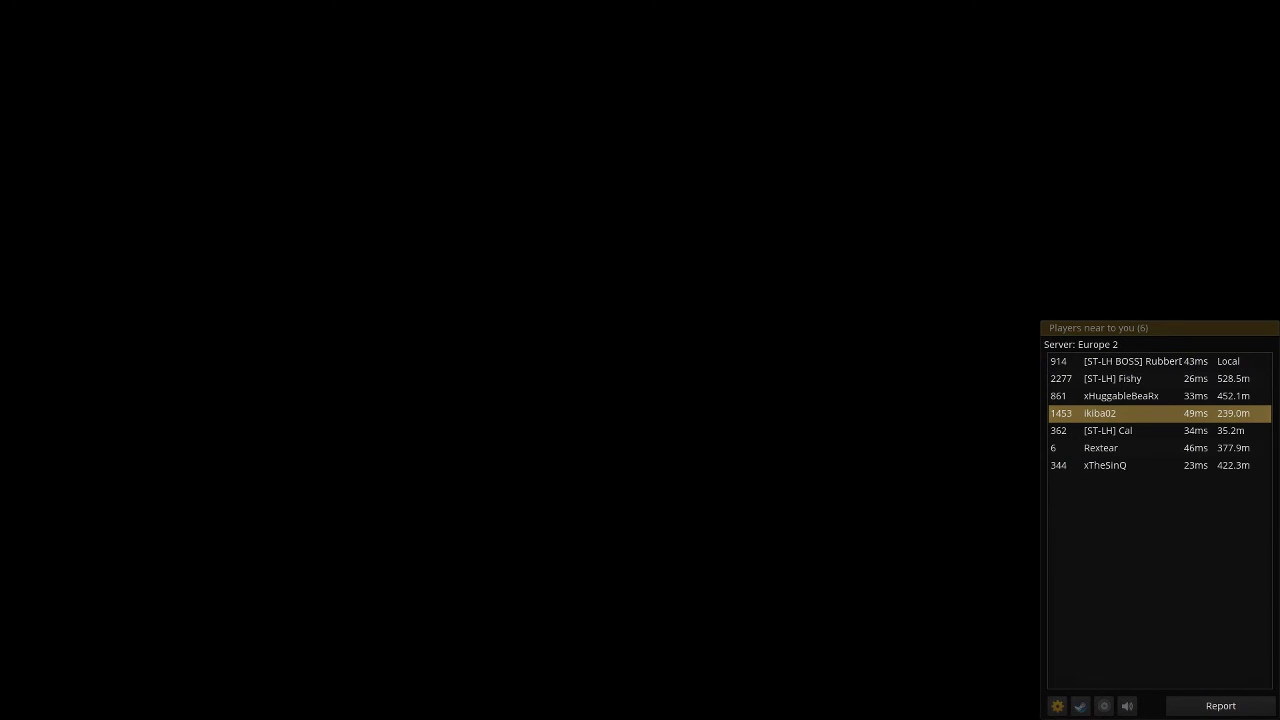 Players near to you (6)
Server: Europe 2
914 [ST-LH BOSS] Rubber 43ms Local
2277 [ST-LH] Fishy 26ms 528.5m
861 xHuggableBeaRx 33ms 452.1m
1453 ikiba02 49ms 239.0m
362 [ST-LH] Cal 34ms 35.2m
6 Rextear 46ms 377.9m
344 xTheSinQ 23ms 422.3m
Report